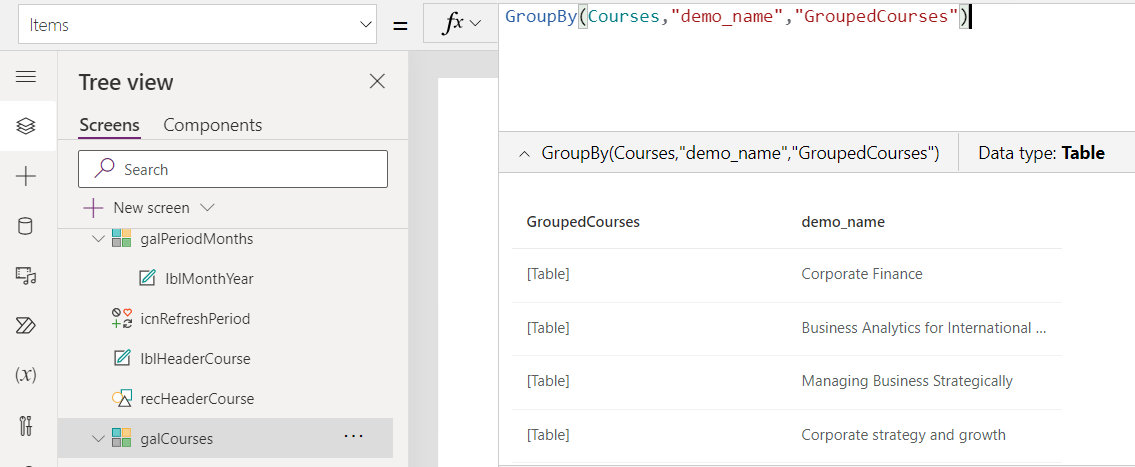 Items
=
fx
GroupBy(Courses,"demo_name","GroupedCourses")
Tree view
Screens
Components
Search
New screen
galPeriodMonths
lblMonthYear
icnRefreshPeriod
lblHeaderCourse
recHeaderCourse
galCourses
...
(x)
GroupBy(Courses,"demo_name","GroupedCourses")
Data type: Table
GroupedCourses
demo_name
[Table]
Corporate Finance
[Table]
Business Analytics for International ...
[Table]
Managing Business Strategically
[Table]
Corporate strategy and growth